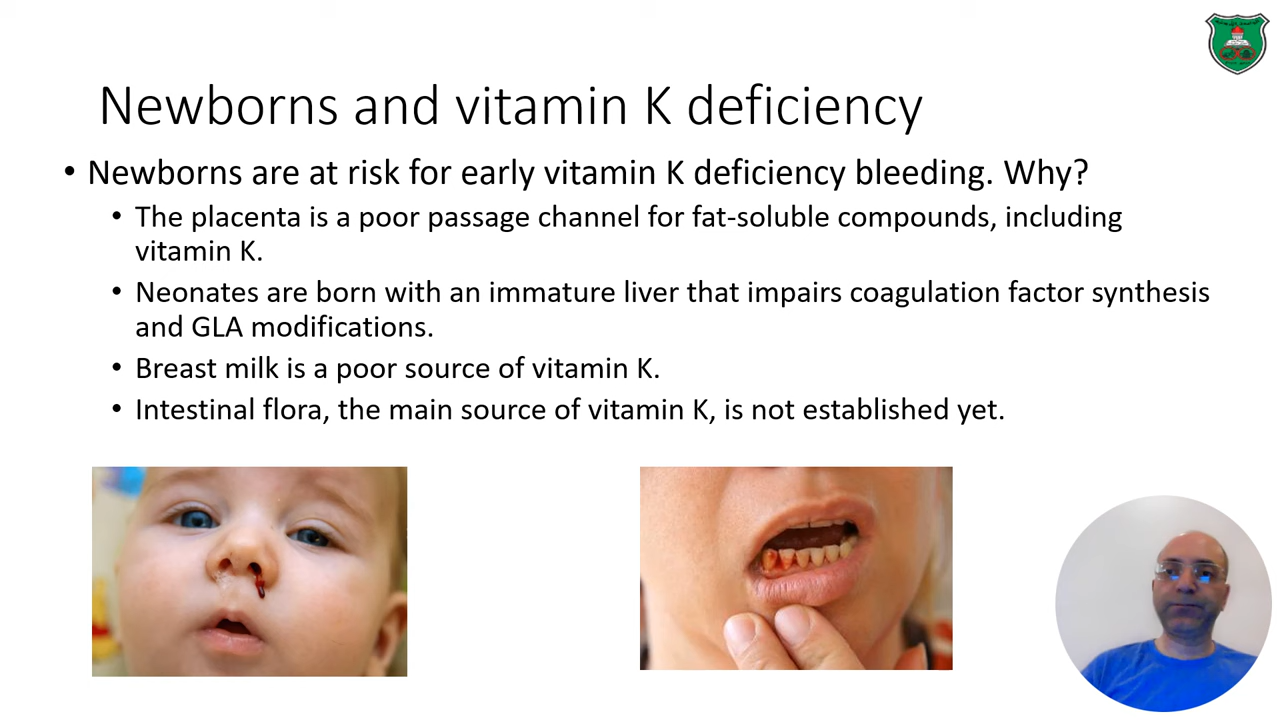 Newborns and vitamin K deficiency
• Newborns are at risk for early vitamin K deficiency bleeding. Why?
• The placenta is a poor passage channel for fat-soluble compounds, including
vitamin K.
• Neonates are born with an immature liver that impairs coagulation factor synthesis
and GLA modifications.
• Breast milk is a poor source of vitamin K.
• Intestinal flora, the main source of vitamin K, is not established yet.